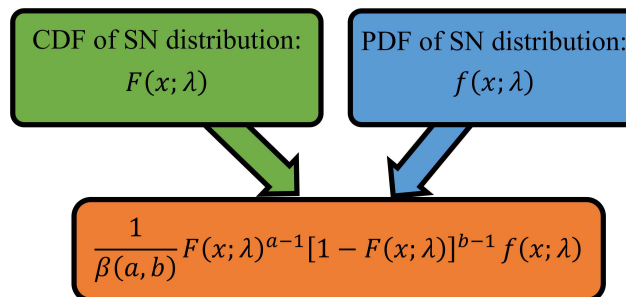 CDF of SN distribution:
F(x; λ)
PDF of SN distribution:
f(x; λ)
1/β(a, b) F(x; λ)^{a−1} [1 − F(x; λ)]^{b−1} f(x; λ)